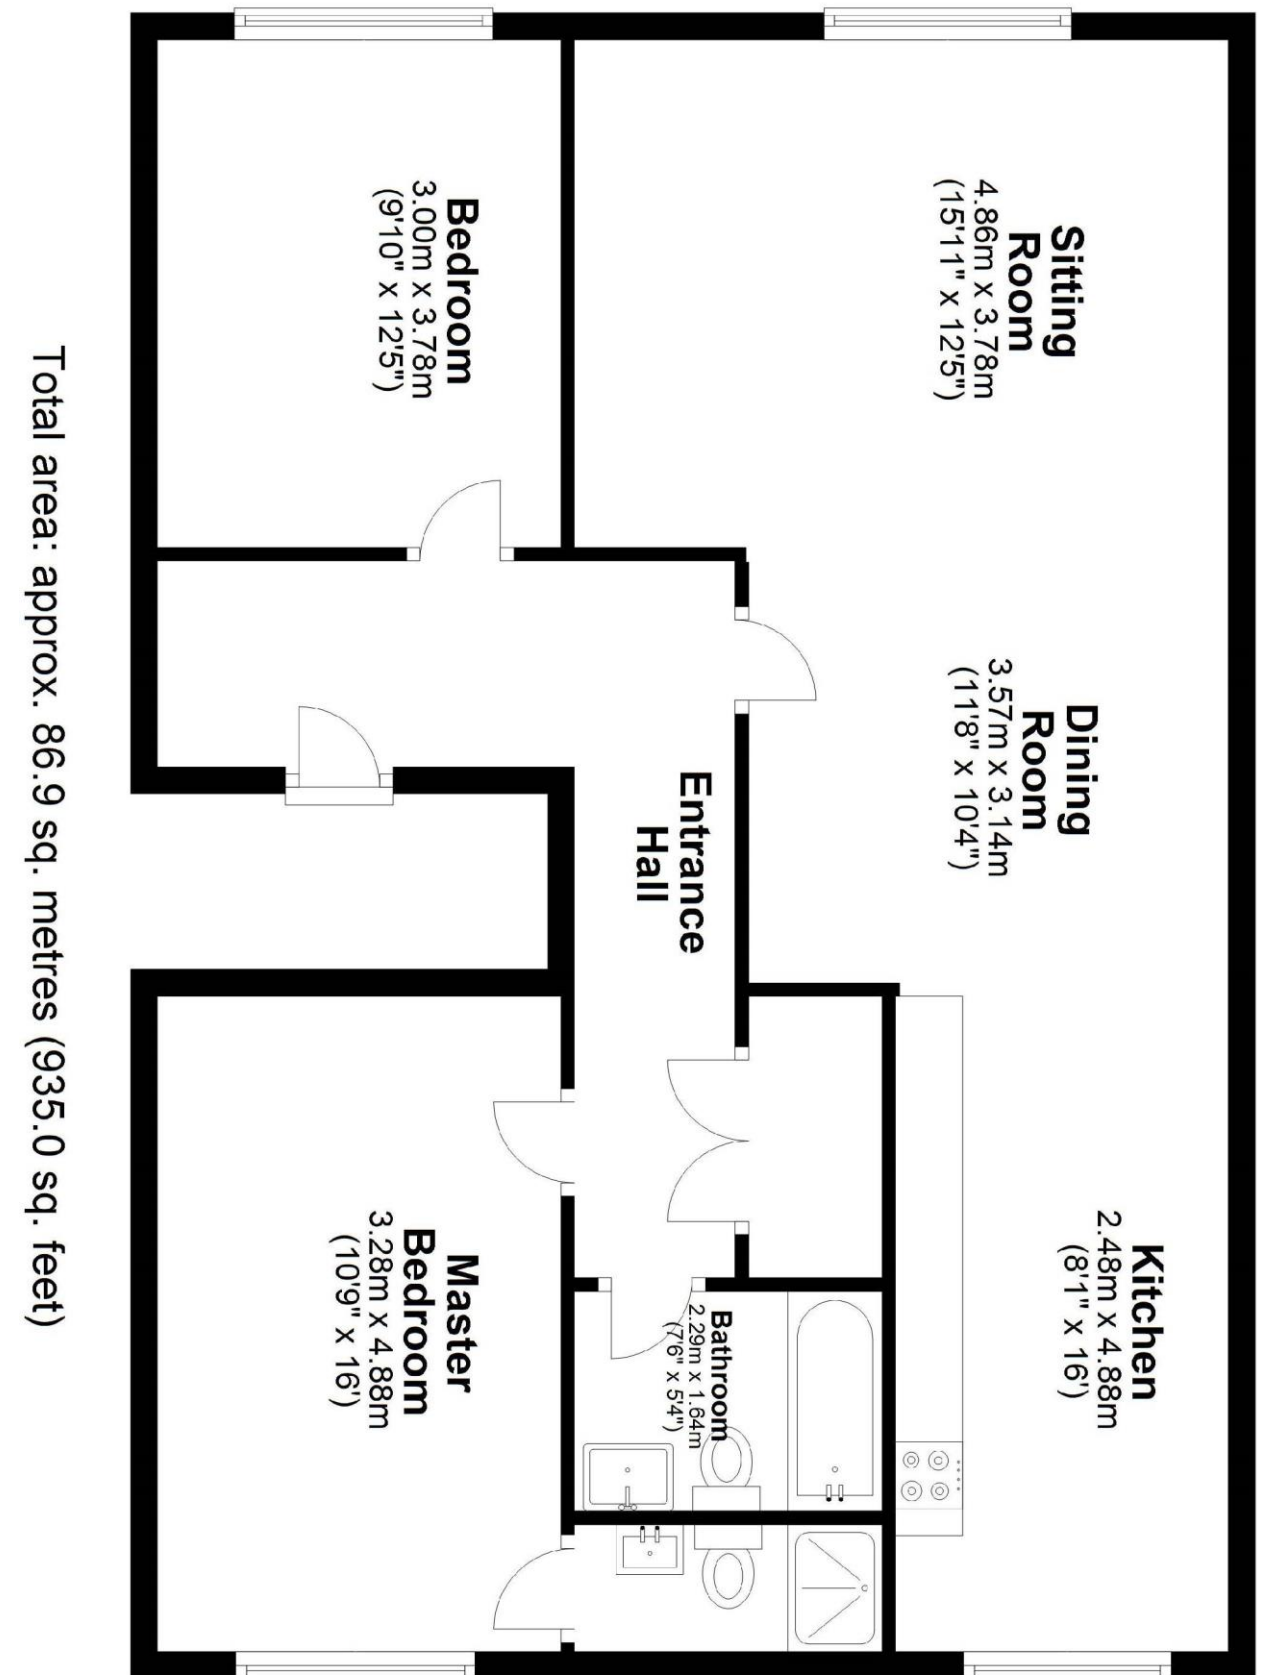 Sitting
Room
4.86m x 3.78m
(15'11" x 12'5")
Dining
Room
3.57m x 3.14m
(11'8" x 10'4")
Kitchen
2.48m x 4.88m
(8'1" x 16')
Bedroom
3.00m x 3.78m
(9'10" x 12'5")
Entrance
Hall
Bathroom
2.29m x 1.64m
(7'6" x 5'4")
Master
Bedroom
3.28m x 4.88m
(10'9" x 16')
Total area: approx. 86.9 sq. metres (935.0 sq. feet)